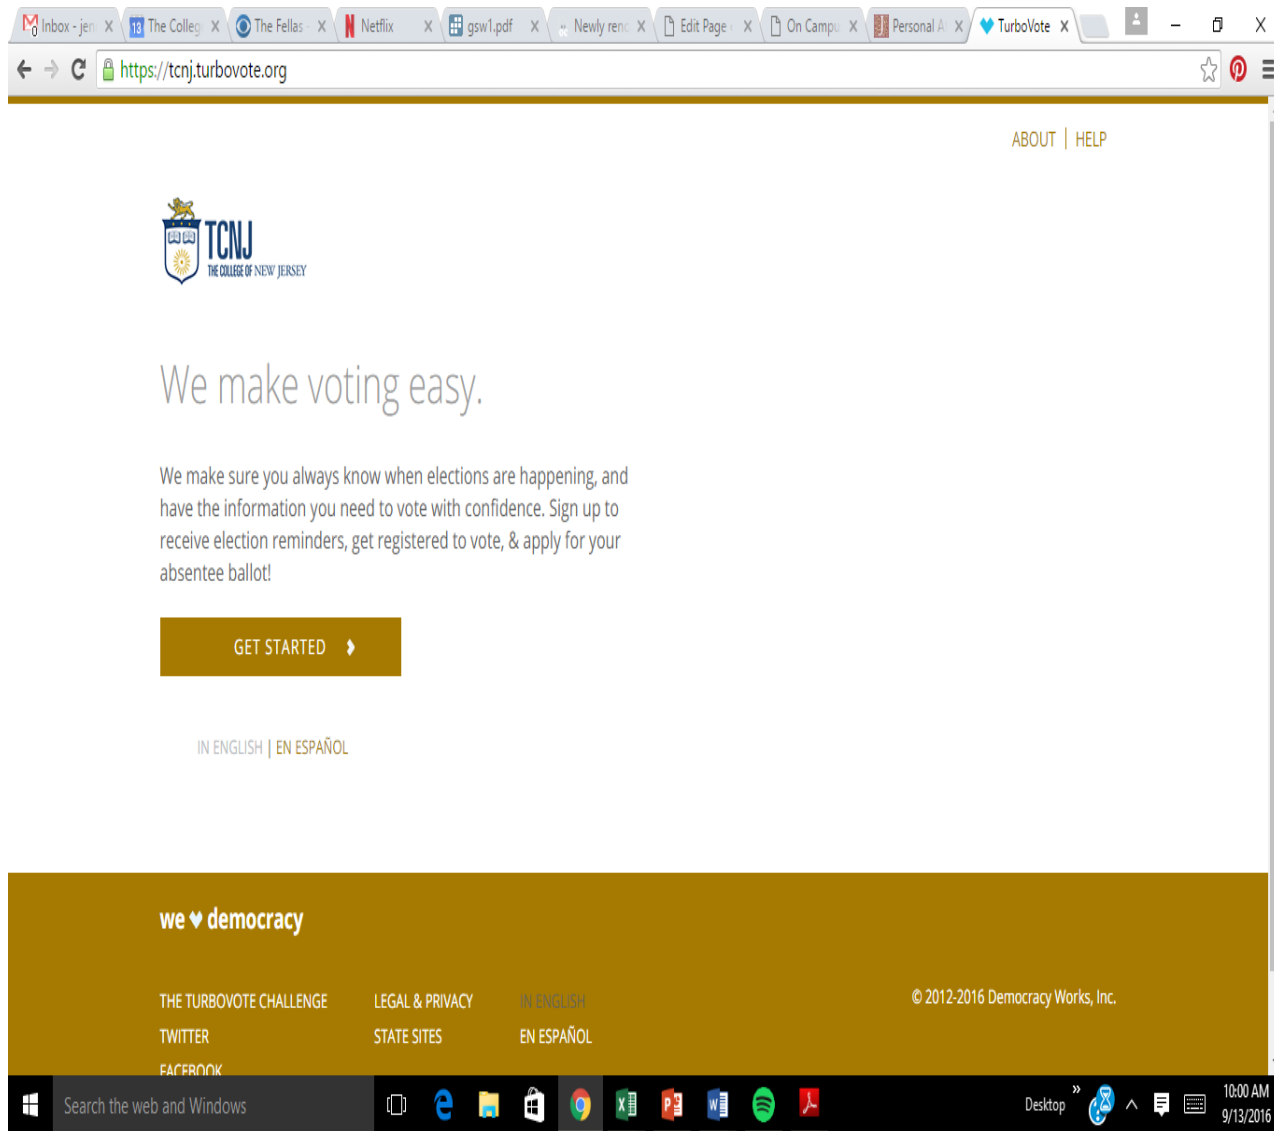 Inbox - jen
13 The Colleg
The Fellas -
Netflix
gsw1.pdf
Newly reno
Edit Page
On Campu
Personal A
TurboVote
https://tcnj.turbovote.org
ABOUT | HELP
TCNJ
THE COLLEGE OF NEW JERSEY
We make voting easy.
We make sure you always know when elections are happening, and
have the information you need to vote with confidence. Sign up to
receive election reminders, get registered to vote, & apply for your
absentee ballot!
GET STARTED
IN ENGLISH | EN ESPAÑOL
we ♥ democracy
THE TURBOVOTE CHALLENGE
LEGAL & PRIVACY
IN ENGLISH
© 2012-2016 Democracy Works, Inc.
TWITTER
STATE SITES
EN ESPAÑOL
FACEBOOK
Search the web and Windows
Desktop
10:00 AM
9/13/2016